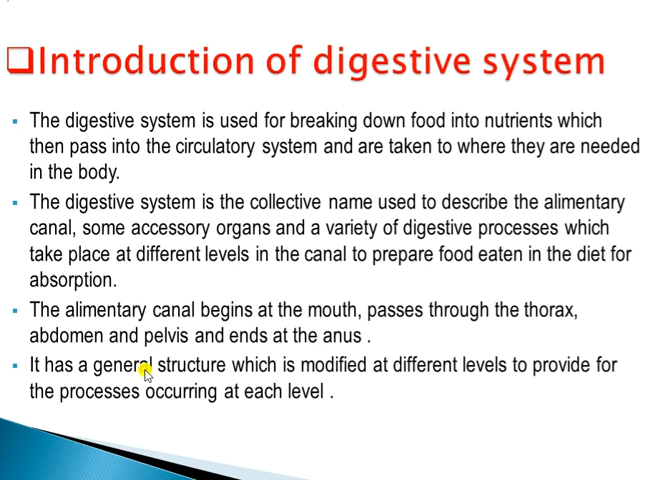 ❑Introduction of digestive system
▪ The digestive system is used for breaking down food into nutrients which
then pass into the circulatory system and are taken to where they are needed
in the body.
▪ The digestive system is the collective name used to describe the alimentary
canal, some accessory organs and a variety of digestive processes which
take place at different levels in the canal to prepare food eaten in the diet for
absorption.
▪ The alimentary canal begins at the mouth, passes through the thorax,
abdomen and pelvis and ends at the anus .
▪ It has a general structure which is modified at different levels to provide for
the processes occurring at each level .